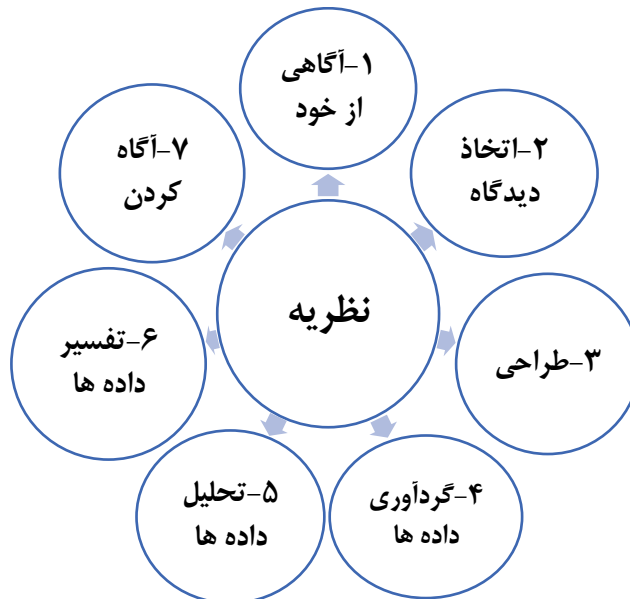 ۱-آگاهی
از خود
۲-اتخاذ
دیدگاه
۳-طراحی
۴-گردآوری
داده ها
۵-تحلیل
داده ها
۶-تفسیر
داده ها
۷-آگاه
کردن
نظریه